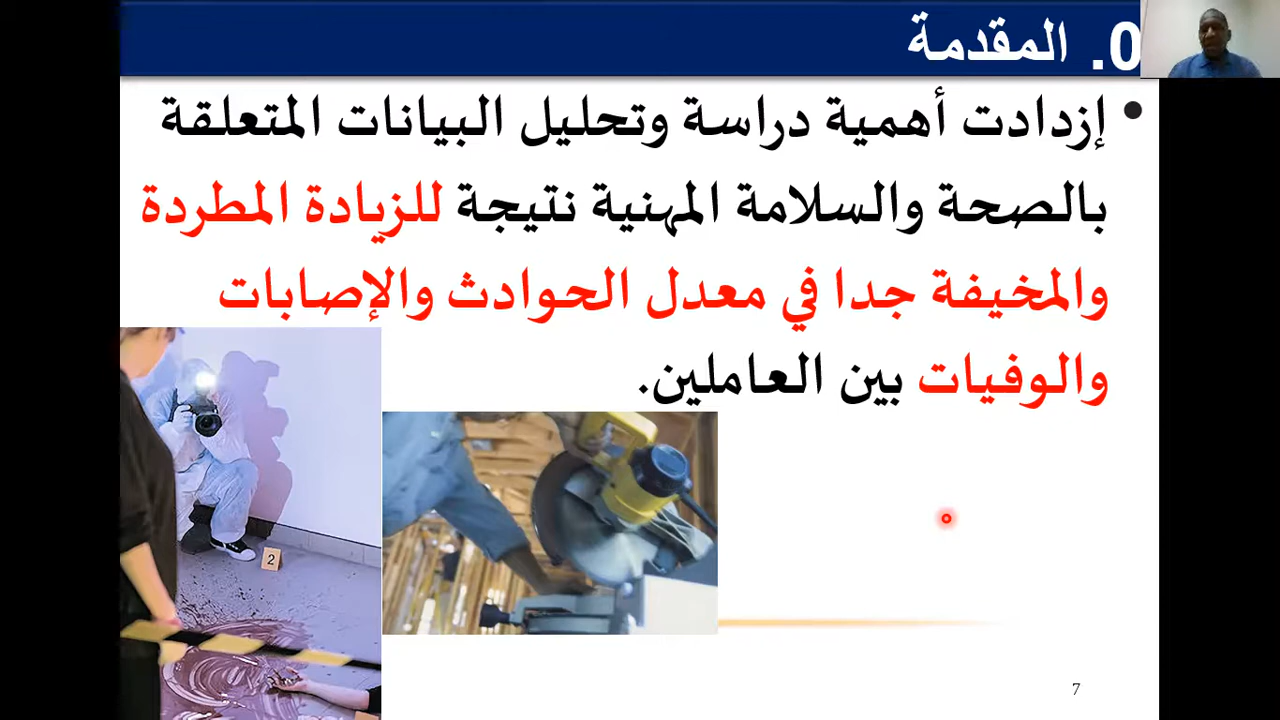 0. المقدمة
• إزدادت أهمية دراسة وتحليل البيانات المتعلقة
بالصحة والسلامة المهنية نتيجة للزيادة المطردة
والمخيفة جدا في معدل الحوادث والإصابات
والوفيات بين العاملين.
2
7